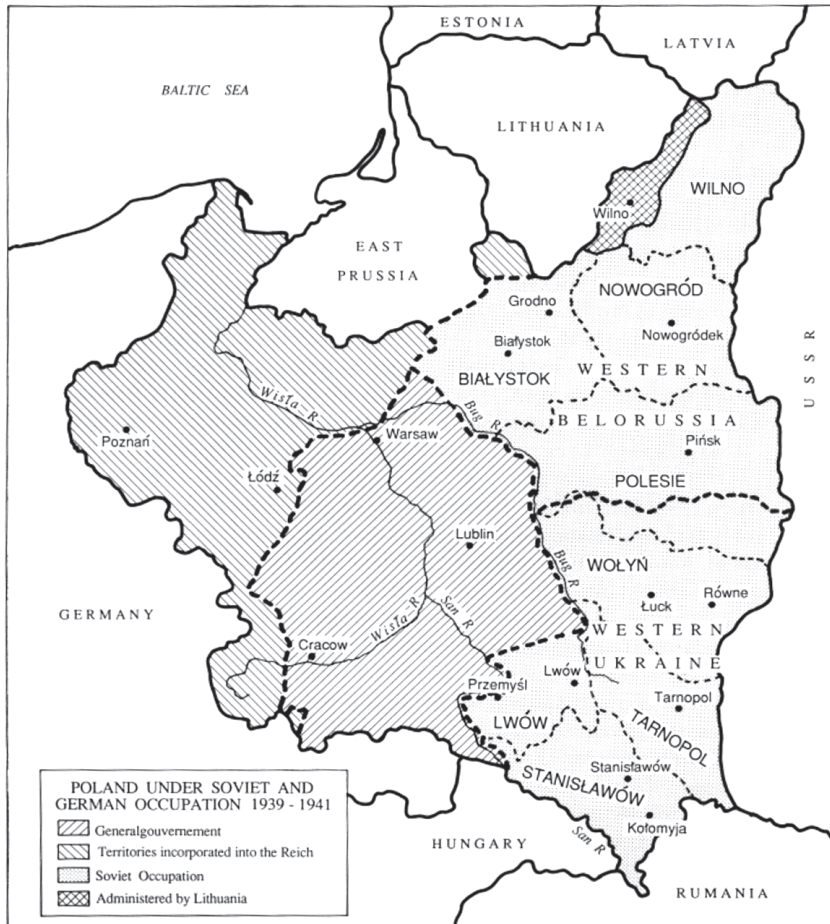 ESTONIA
LATVIA
BALTIC SEA
LITHUANIA
WILNO
Wilno
EAST
PRUSSIA
NOWOGRÓD
Grodno
Nowogródek
Białystok
WESTERN
BIAŁYSTOK
USSR
Wisła R
Bug R
BELORUSSIA
Poznań
Warsaw
Pińsk
Łódź
POLESIE
Lublin
Bug R
WOŁYŃ
Łuck
Równe
GERMANY
San R
Wisła R
WESTERN
Cracow
UKRAINE
Lwów
Przemyśl
Tarnopol
LWÓW
TARNOPOL
Stanisławów
STANISŁAWÓW
Kołomyja
San R
HUNGARY
RUMANIA
POLAND UNDER SOVIET AND
GERMAN OCCUPATION 1939 - 1941
Generalgouvernement
Territories incorporated into the Reich
Soviet Occupation
Administered by Lithuania